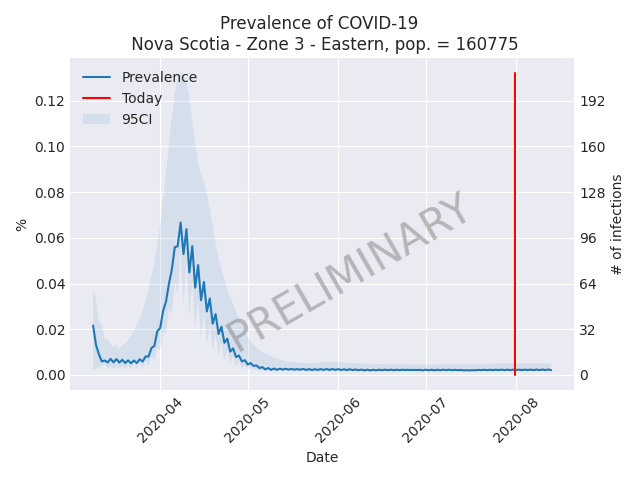 Prevalence of COVID-19
Nova Scotia - Zone 3 - Eastern, pop. = 160775
Prevalence
Today
95CI
0.12
0.10
0.08
0.06
0.04
0.02
0.00
%
192
160
128
96
64
32
0
# of infections
PRELIMINARY
2020-04
2020-05
2020-06
2020-07
2020-08
Date